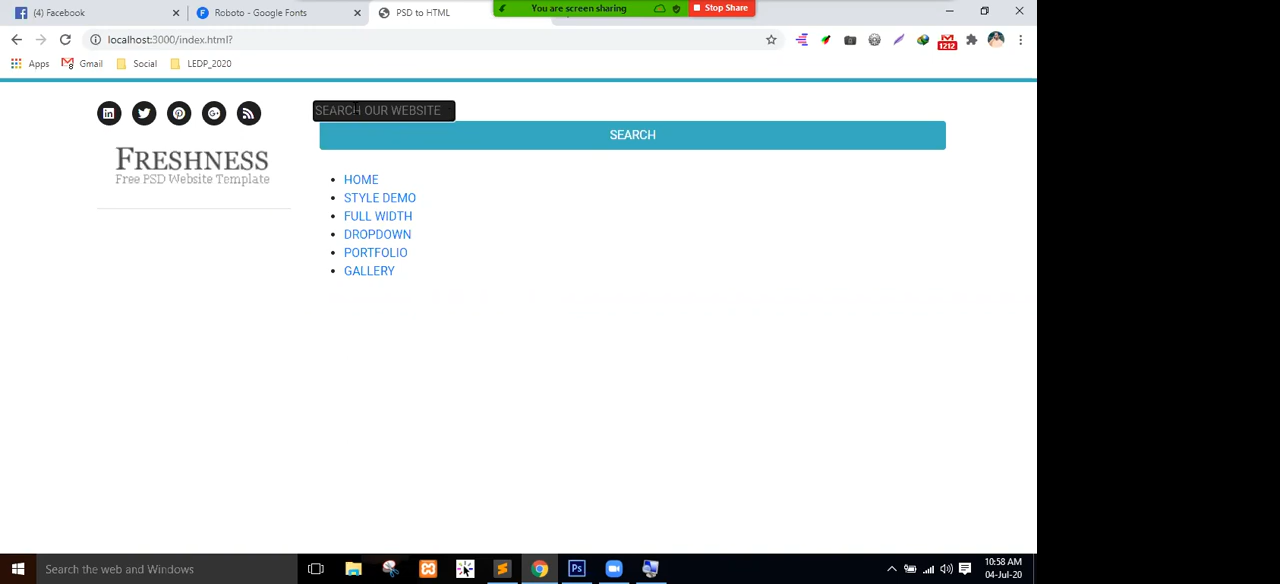 (4) Facebook
Roboto - Google Fonts
PSD to HTML
You are screen sharing
Stop Share
localhost:3000/index.html?
1212
Apps
Gmail
Social
LEDP_2020
SEARCH OUR WEBSITE
SEARCH
FRESHNESS
Free PSD Website Template
HOME
STYLE DEMO
FULL WIDTH
DROPDOWN
PORTFOLIO
GALLERY
Search the web and Windows
Ps
10:58 AM
04-Jul-20